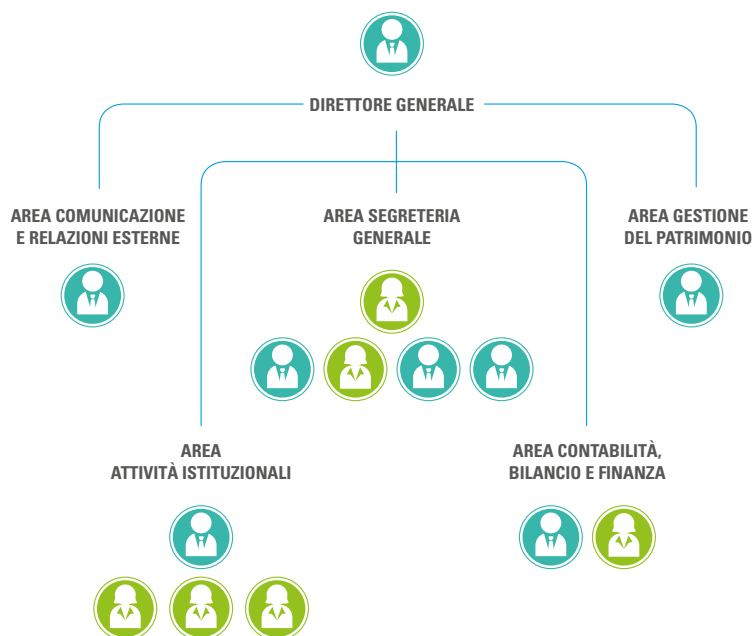 DIRETTORE GENERALE
AREA COMUNICAZIONE
E RELAZIONI ESTERNE
AREA SEGRETERIA
GENERALE
AREA GESTIONE
DEL PATRIMONIO
AREA
ATTIVITÀ ISTITUZIONALI
AREA CONTABILITÀ,
BILANCIO E FINANZA